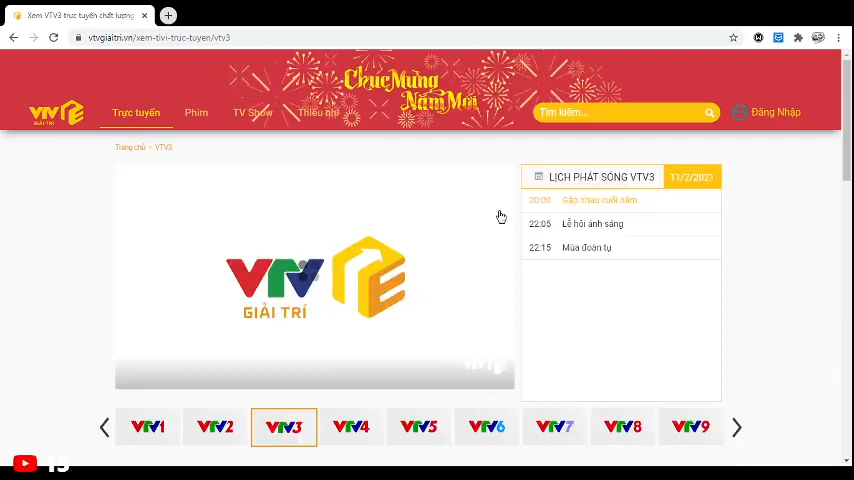 Xem VTV3 trực tuyến chất lượng
vtvgiaitri.vn/xem-tivi-truc-tuyen/vtv3
Chúc Mừng
Năm Mới
VTV
GIẢI TRÍ
Trực tuyến
Phim
TV Show
Thiếu nhi
Tìm kiếm...
Đăng Nhập
Trang chủ > VTV3
LỊCH PHÁT SÓNG VTV3
11/2/2021
20:00 Gặp nhau cuối năm
22:05 Lễ hội ánh sáng
22:15 Mùa đoàn tụ
VTV
GIẢI TRÍ
VTV1
VTV2
VTV3
VTV4
VTV5
VTV6
VTV7
VTV8
VTV9